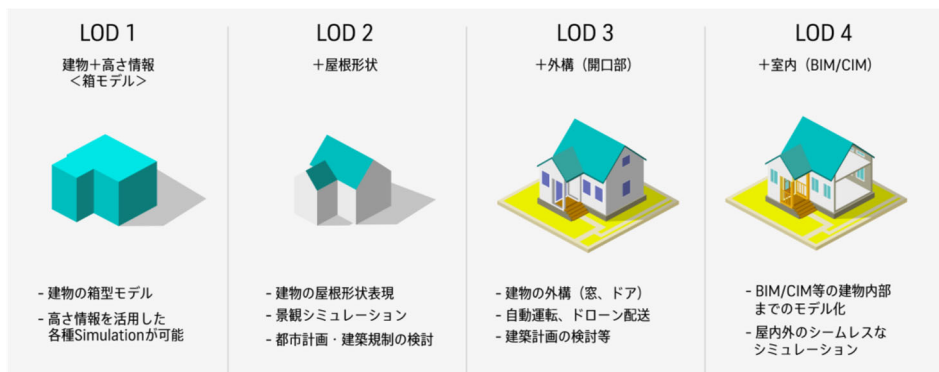 LOD 1
建物＋高さ情報
＜箱モデル＞
- 建物の箱型モデル
- 高さ情報を活用した
各種Simulationが可能
LOD 2
＋屋根形状
- 建物の屋根形状表現
- 景観シミュレーション
- 都市計画・建築規制の検討
LOD 3
＋外構（開口部）
- 建物の外構（窓、ドア）
- 自動運転、ドローン配送
- 建築計画の検討等
LOD 4
＋室内（BIM/CIM）
- BIM/CIM等の建物内部
までのモデル化
- 屋内外のシームレスな
シミュレーション